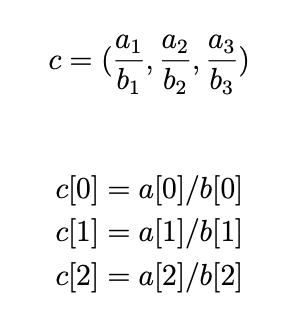 c = (a₁/b₁, a₂/b₂, a₃/b₃)
c[0] = a[0]/b[0]
c[1] = a[1]/b[1]
c[2] = a[2]/b[2]